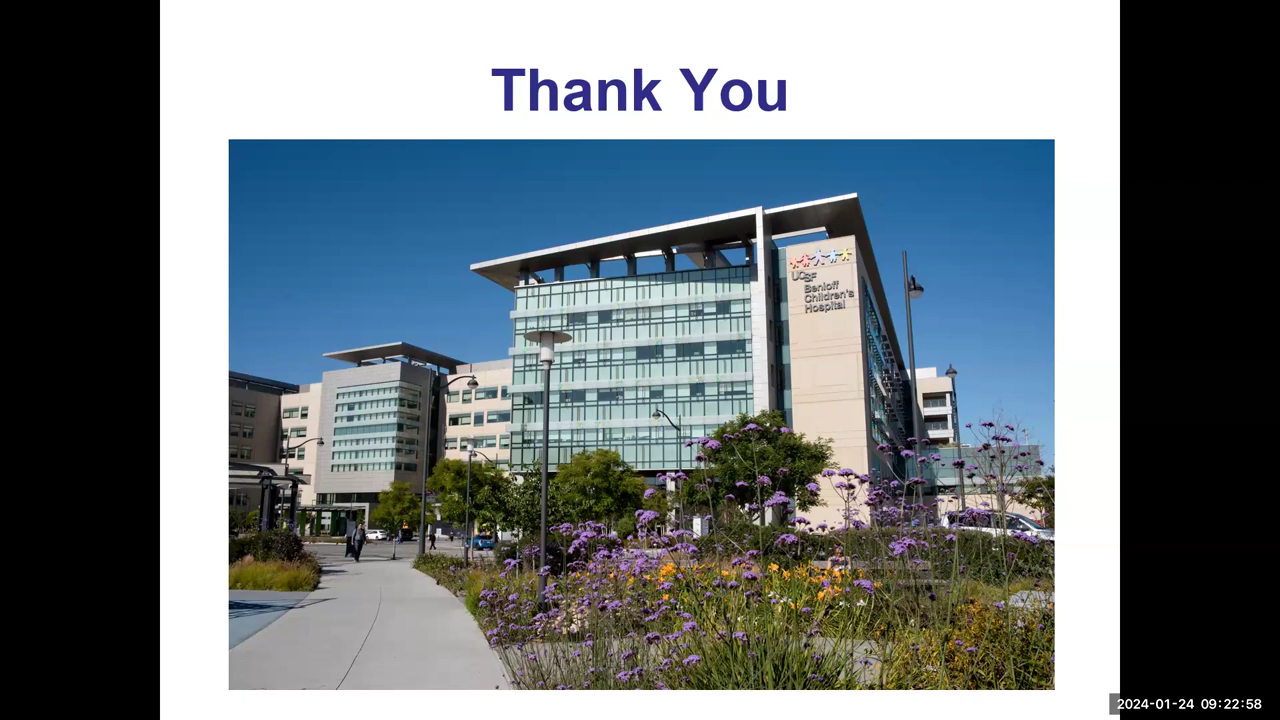 Thank You
UCSF
Benioff
Children's
Hospital
2024-01-24 09:22:58